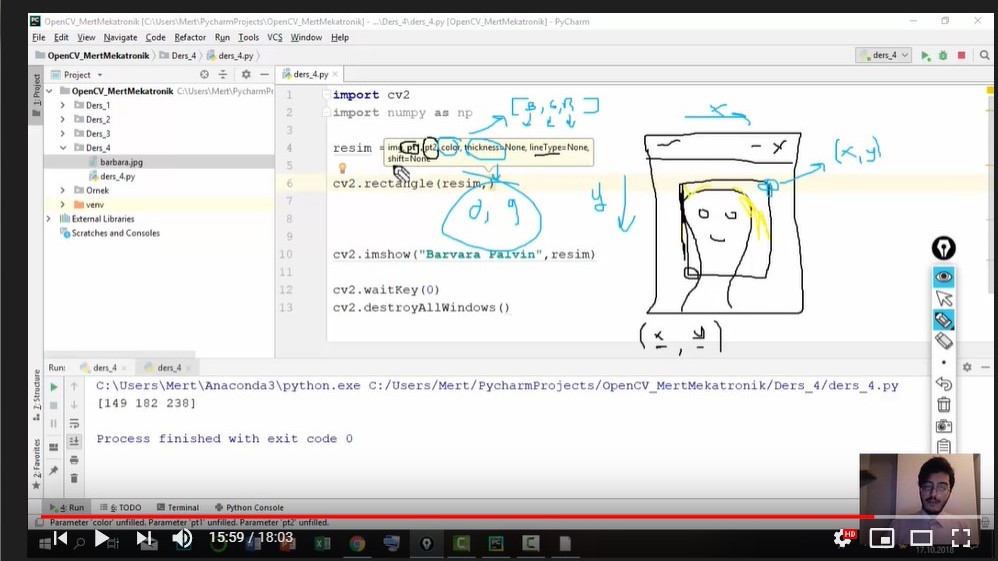 OpenCV_MertMekatronik [C:\Users\Mert\PycharmProjects\OpenCV_MertMekatronik] - ...\Ders_4\ders_4.py [OpenCV_MertMekatronik] - PyCharm
File Edit View Navigate Code Refactor Run Tools VCS Window Help
OpenCV_MertMekatronik Ders_4 ders_4.py ders_4
1: Project
Project
OpenCV_MertMekatronik C:\Users\Mert\PycharmPr
Ders_1
Ders_2
Ders_3
Ders_4
barbara.jpg
ders_4.py
Ornek
venv
External Libraries
Scratches and Consoles
ders_4.py
1 import cv2
2 import numpy as np
3
4 resim =
img, pt1, pt2, color, thickness=None, lineType=None,
shift=None
5
6 cv2.rectangle(resim,)
7
8
9
10 cv2.imshow("Barvara Palvin",resim)
11
12 cv2.waitKey(0)
13 cv2.destroyAllWindows()
[B, G, R]
x
- x
(x, y)
y
(x, y)
Run: ders_4 ders_4
C:\Users\Mert\Anaconda3\python.exe C:/Users/Mert/PycharmProjects/OpenCV_MertMekatronik/Ders_4/ders_4.py
[149 182 238]
Process finished with exit code 0
7: Structure
2: Favorites
4: Run 6: TODO Terminal Python Console
Parameter 'color' unfilled. Parameter 'pt1' unfilled. Parameter 'pt2' unfilled.
15:59 / 18:03
HD
17.10.2018